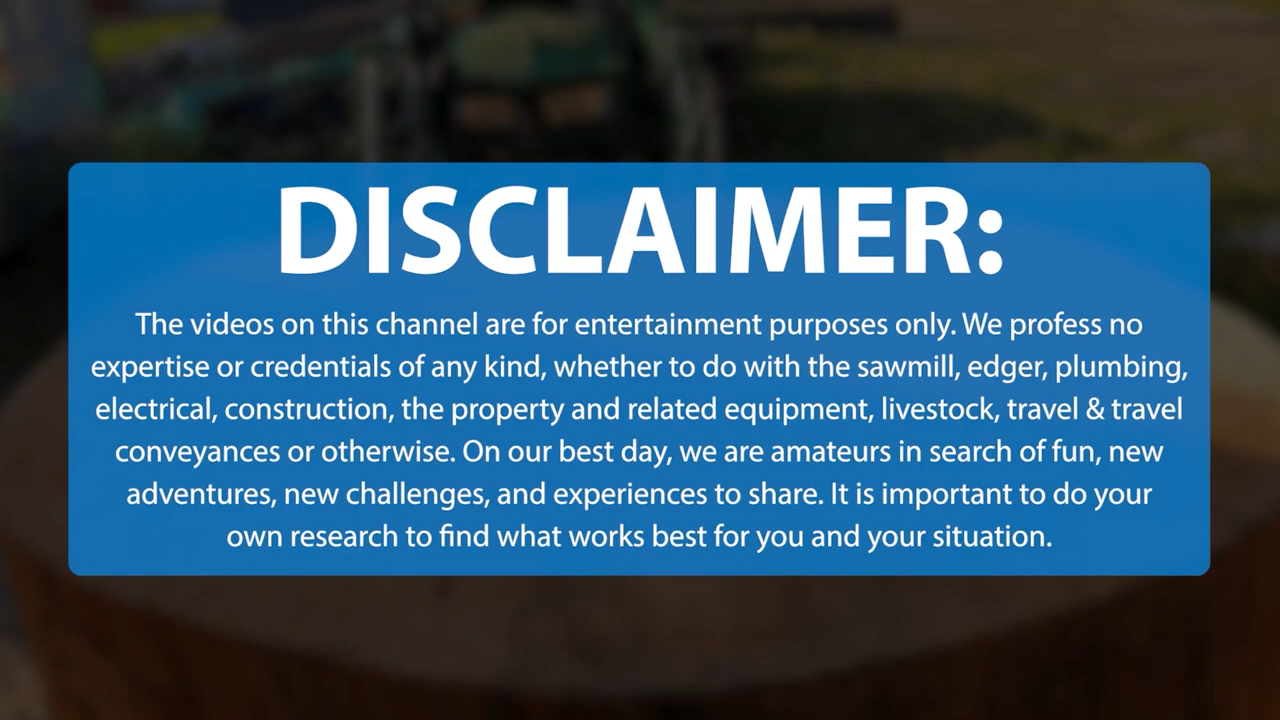 DISCLAIMER:
The videos on this channel are for entertainment purposes only. We profess no
expertise or credentials of any kind, whether to do with the sawmill, edger, plumbing,
electrical, construction, the property and related equipment, livestock, travel & travel
conveyances or otherwise. On our best day, we are amateurs in search of fun, new
adventures, new challenges, and experiences to share. It is important to do your
own research to find what works best for you and your situation.